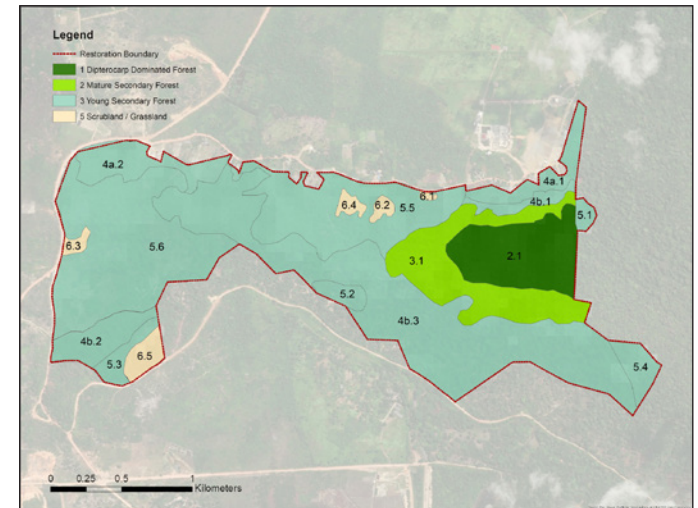 Legend
Restoration Boundary
1 Dipterocarp Dominated Forest
2 Mature Secondary Forest
3 Young Secondary Forest
5 Scrubland / Grassland
4a.2
4a.1
6.4
6.2
6.1
5.5
4b.1
5.1
6.3
5.6
3.1
2.1
5.2
4b.3
4b.2
5.3
6.5
5.4
0 0.25 0.5 1
Kilometers